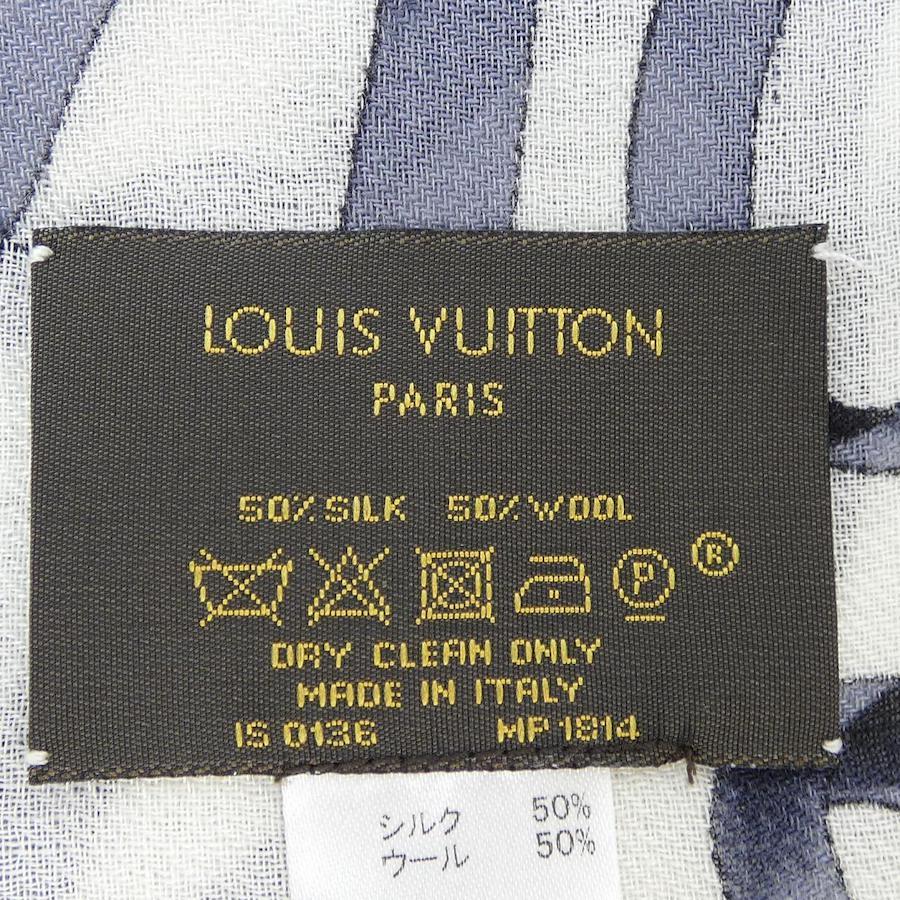 LOUIS VUITTON
PARIS
50% SILK 50% WOOL
P ®
DRY CLEAN ONLY
MADE IN ITALY
IS 0136 MP 1814
シルク 50%
ウール 50%